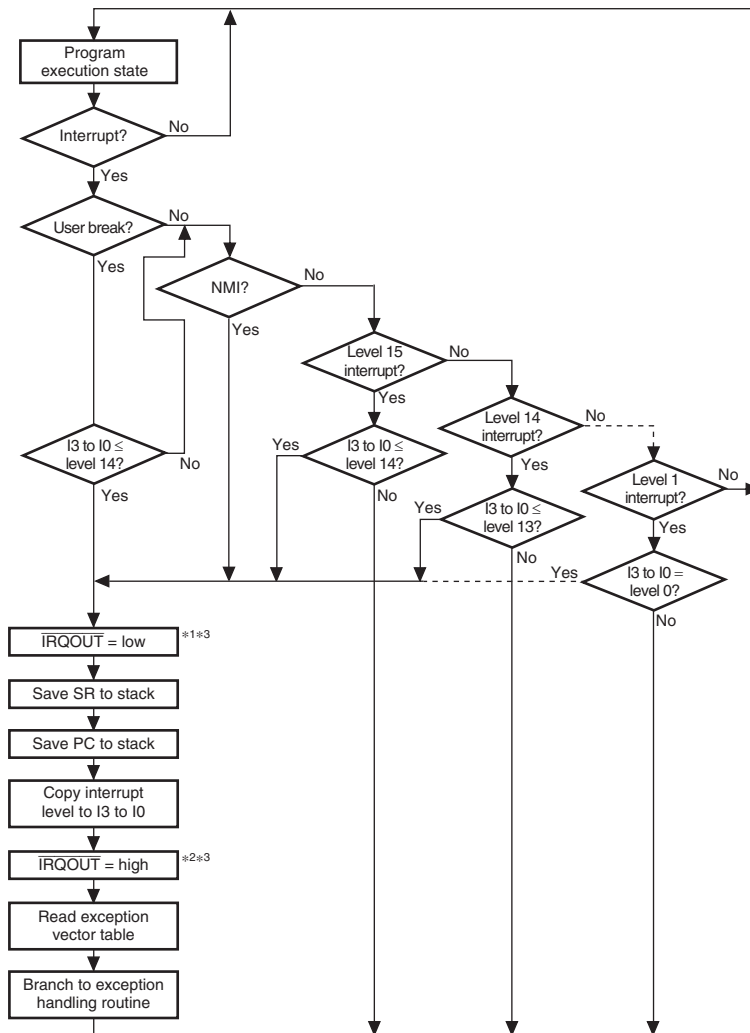 Program
execution state
Interrupt?
No
Yes
User break?
No
Yes
NMI?
No
Yes
Level 15
interrupt?
No
Yes
Level 14
interrupt?
No
Yes
I3 to I0 ≤
level 14?
No
Yes
I3 to I0 ≤
level 14?
Yes
No
Level 1
interrupt?
No
Yes
I3 to I0 ≤
level 13?
Yes
No
I3 to I0 =
level 0?
Yes
No
IRQOUT = low *1*3
Save SR to stack
Save PC to stack
Copy interrupt
level to I3 to I0
IRQOUT = high *2*3
Read exception
vector table
Branch to exception
handling routine